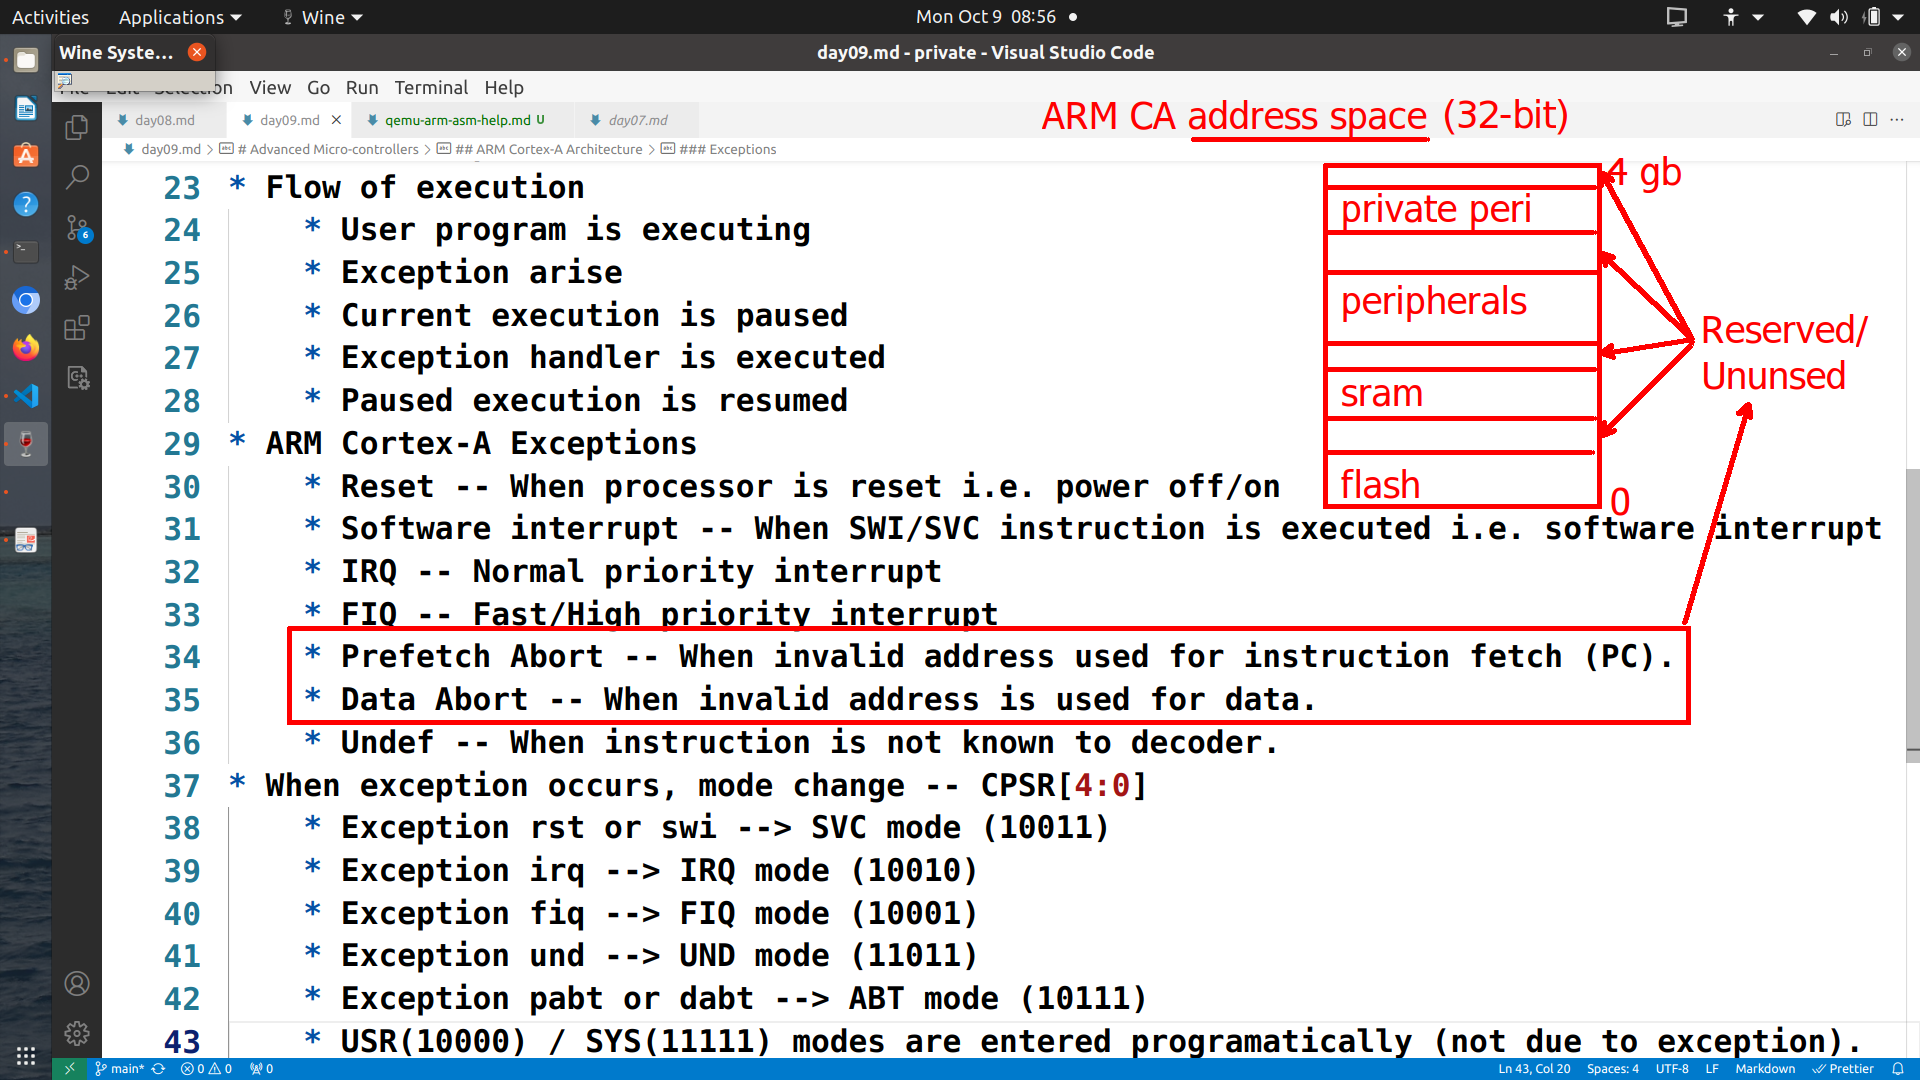 Activities Applications Wine Mon Oct 9 08:56
Wine Syste...
day09.md - private - Visual Studio Code
Selection View Go Run Terminal Help
day08.md day09.md qemu-arm-asm-help.md U day07.md
ARM CA address space (32-bit)
day09.md > # Advanced Micro-controllers > ## ARM Cortex-A Architecture > ### Exceptions
4 gb
private peri
peripherals
sram
flash
0
Reserved/
Ununsed
23 * Flow of execution
24 * User program is executing
25 * Exception arise
26 * Current execution is paused
27 * Exception handler is executed
28 * Paused execution is resumed
29 * ARM Cortex-A Exceptions
30 * Reset -- When processor is reset i.e. power off/on
31 * Software interrupt -- When SWI/SVC instruction is executed i.e. software interrupt
32 * IRQ -- Normal priority interrupt
33 * FIQ -- Fast/High priority interrupt
34 * Prefetch Abort -- When invalid address used for instruction fetch (PC).
35 * Data Abort -- When invalid address is used for data.
36 * Undef -- When instruction is not known to decoder.
37 * When exception occurs, mode change -- CPSR[4:0]
38 * Exception rst or swi --> SVC mode (10011)
39 * Exception irq --> IRQ mode (10010)
40 * Exception fiq --> FIQ mode (10001)
41 * Exception und --> UND mode (11011)
42 * Exception pabt or dabt --> ABT mode (10111)
43 * USR(10000) / SYS(11111) modes are entered programatically (not due to exception).
6
main* 0 0 0 Ln 43, Col 20 Spaces: 4 UTF-8 LF Markdown Prettier